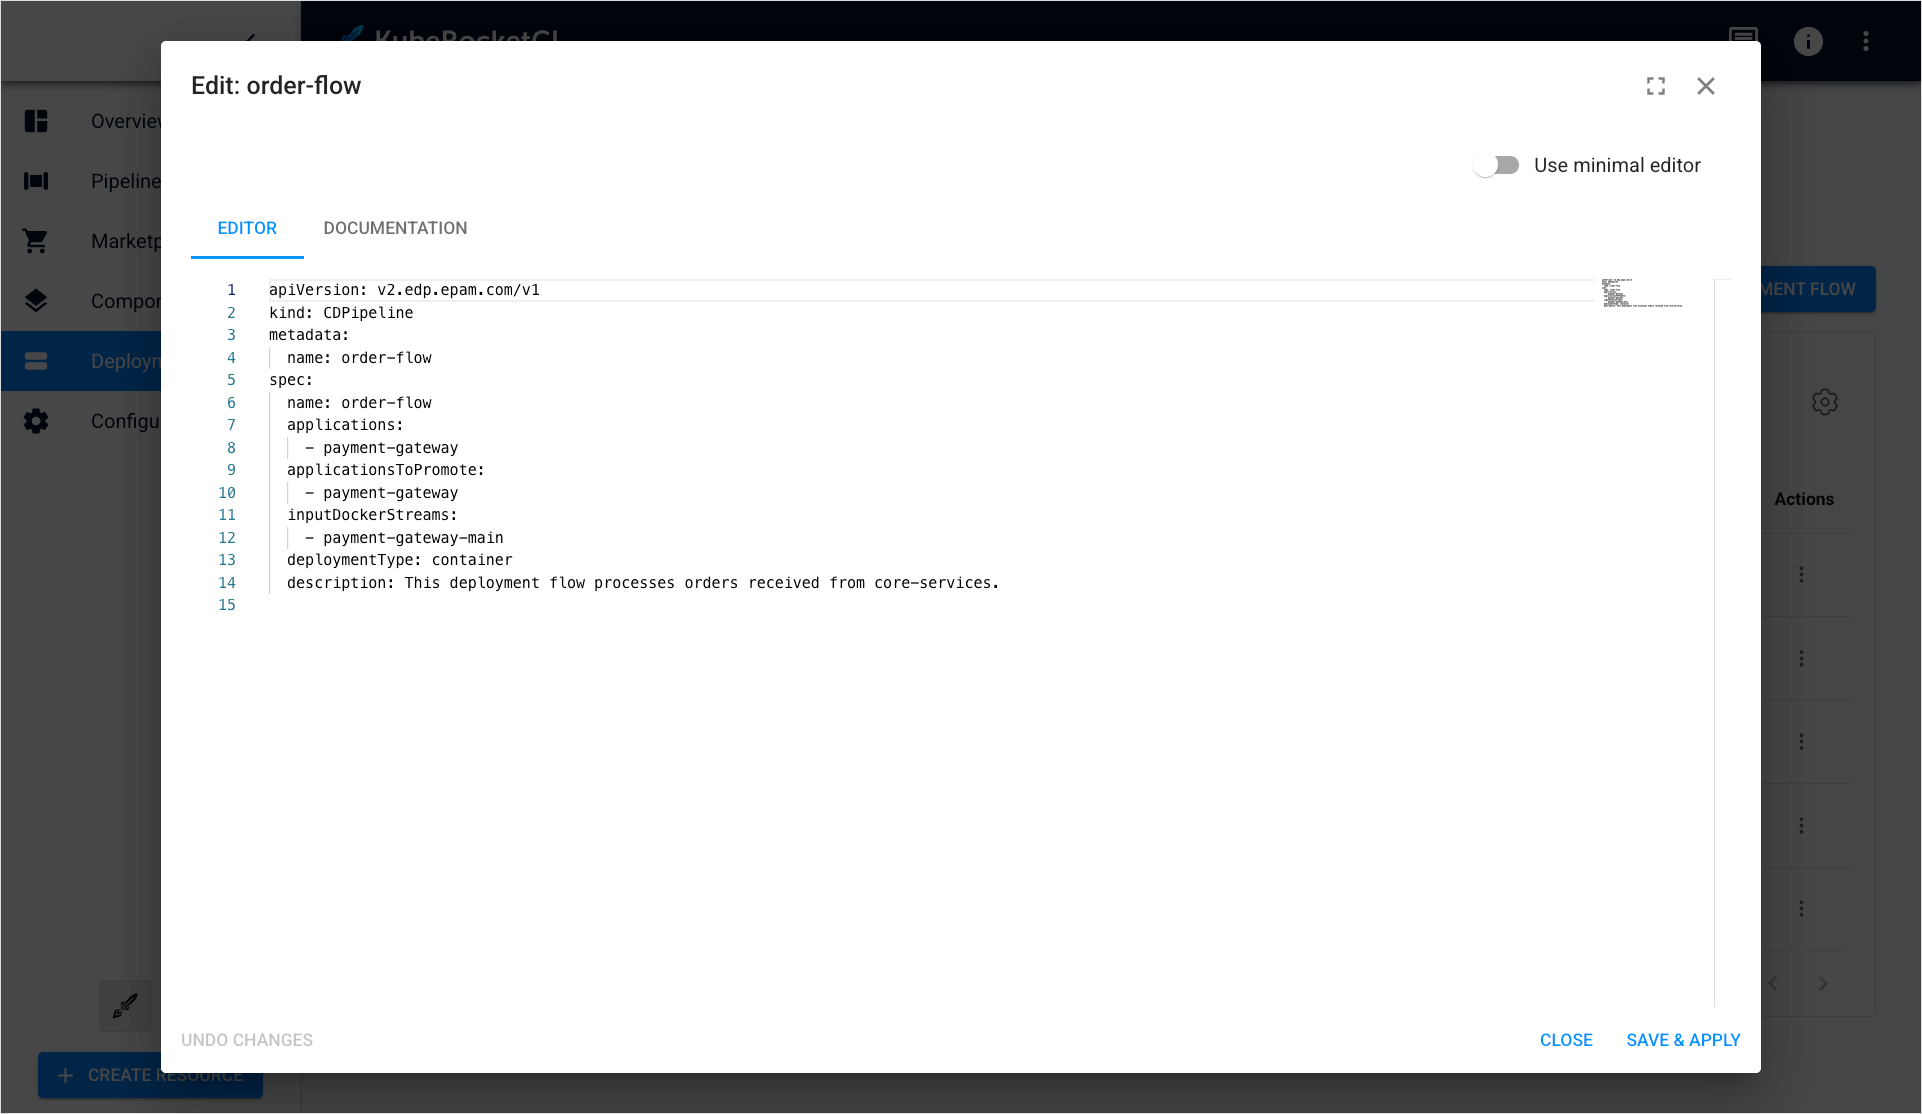 KubeRocketCI
Edit: order-flow
Use minimal editor
EDITOR
DOCUMENTATION
1 apiVersion: v2.edp.epam.com/v1
2 kind: CDPipeline
3 metadata:
4 name: order-flow
5 spec:
6 name: order-flow
7 applications:
8 - payment-gateway
9 applicationsToPromote:
10 - payment-gateway
11 inputDockerStreams:
12 - payment-gateway-main
13 deploymentType: container
14 description: This deployment flow processes orders received from core-services.
15
Overview
Pipeline
Marketp
Compor
Deployn
Configu
MENT FLOW
Actions
UNDO CHANGES
CLOSE
SAVE & APPLY
CREATE RESOURCE